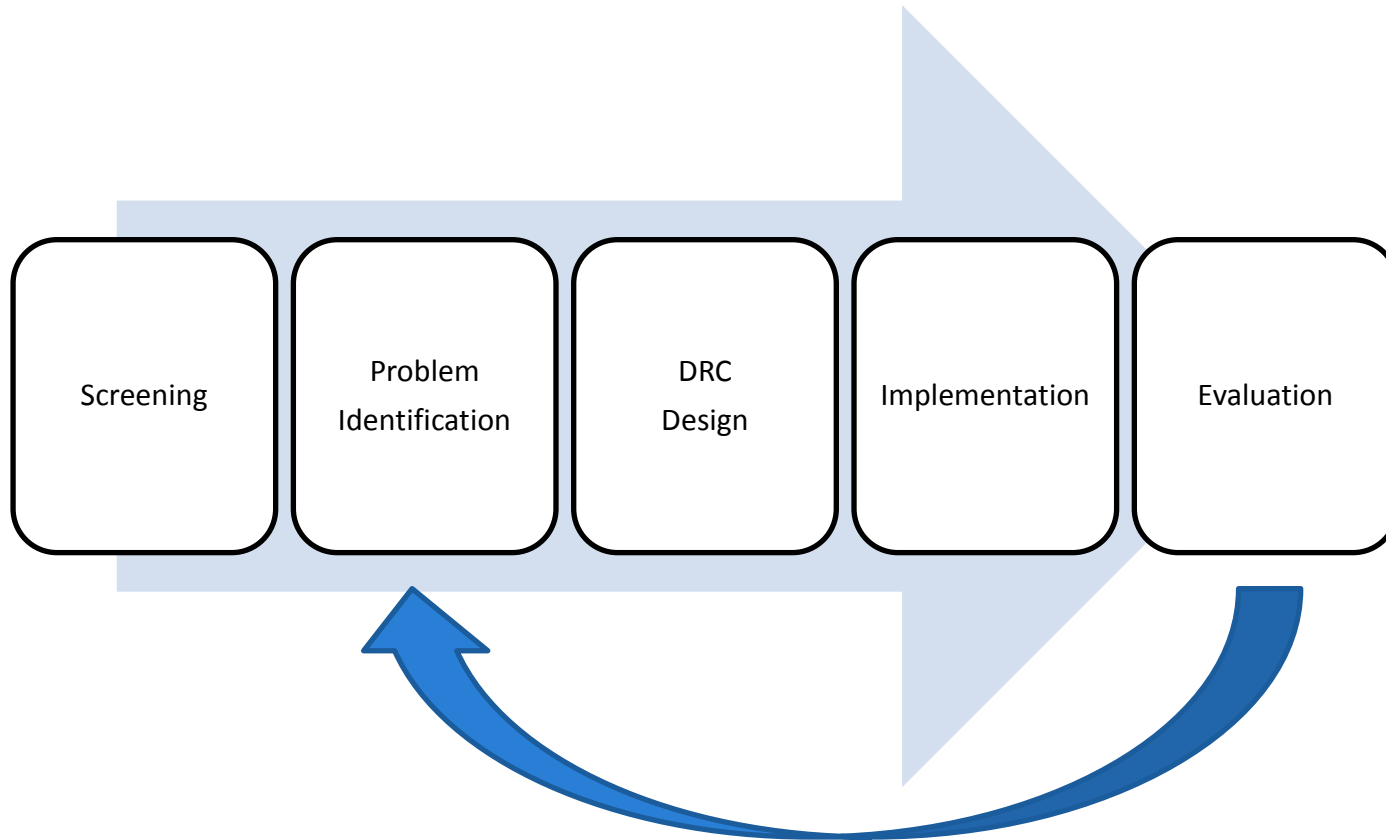 Screening
Problem
Identification
DRC
Design
Implementation
Evaluation